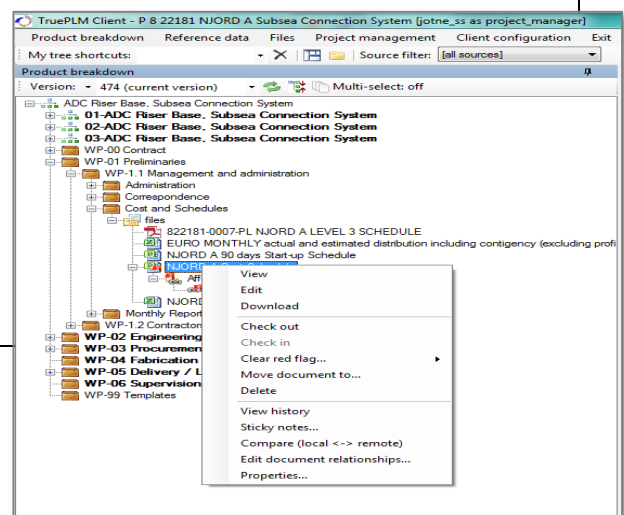 TruePLM Client - P 8 22181 NJORD A Subsea Connection System [jotne_ss as project_manager]
Product breakdown Reference data Files Project management Client configuration Exit
My tree shortcuts: Source filter: [all sources]
Product breakdown
Version: 474 (current version) Multi-select: off
ADC Riser Base, Subsea Connection System
01-ADC Riser Base, Subsea Connection System
02-ADC Riser Base, Subsea Connection System
03-ADC Riser Base, Subsea Connection System
WP-00 Contract
WP-01 Preliminaries
WP-1.1 Management and administration
Administration
Correspondence
Cost and Schedules
files
822181-0007-PL NJORD A LEVEL 3 SCHEDULE
EURO MONTHLY actual and estimated distribution including contigency (excluding profi
NJORD A 90 days Start-up Schedule
NJORD A
Aff
NJORD
Monthly Report
WP-1.2 Contractors
WP-02 Engineering
WP-03 Procurement
WP-04 Fabrication
WP-05 Delivery / L
WP-06 Supervision
WP-99 Templates
View
Edit
Download
Check out
Check in
Clear red flag...
Move document to...
Delete
View history
Sticky notes...
Compare (local <-> remote)
Edit document relationships...
Properties...